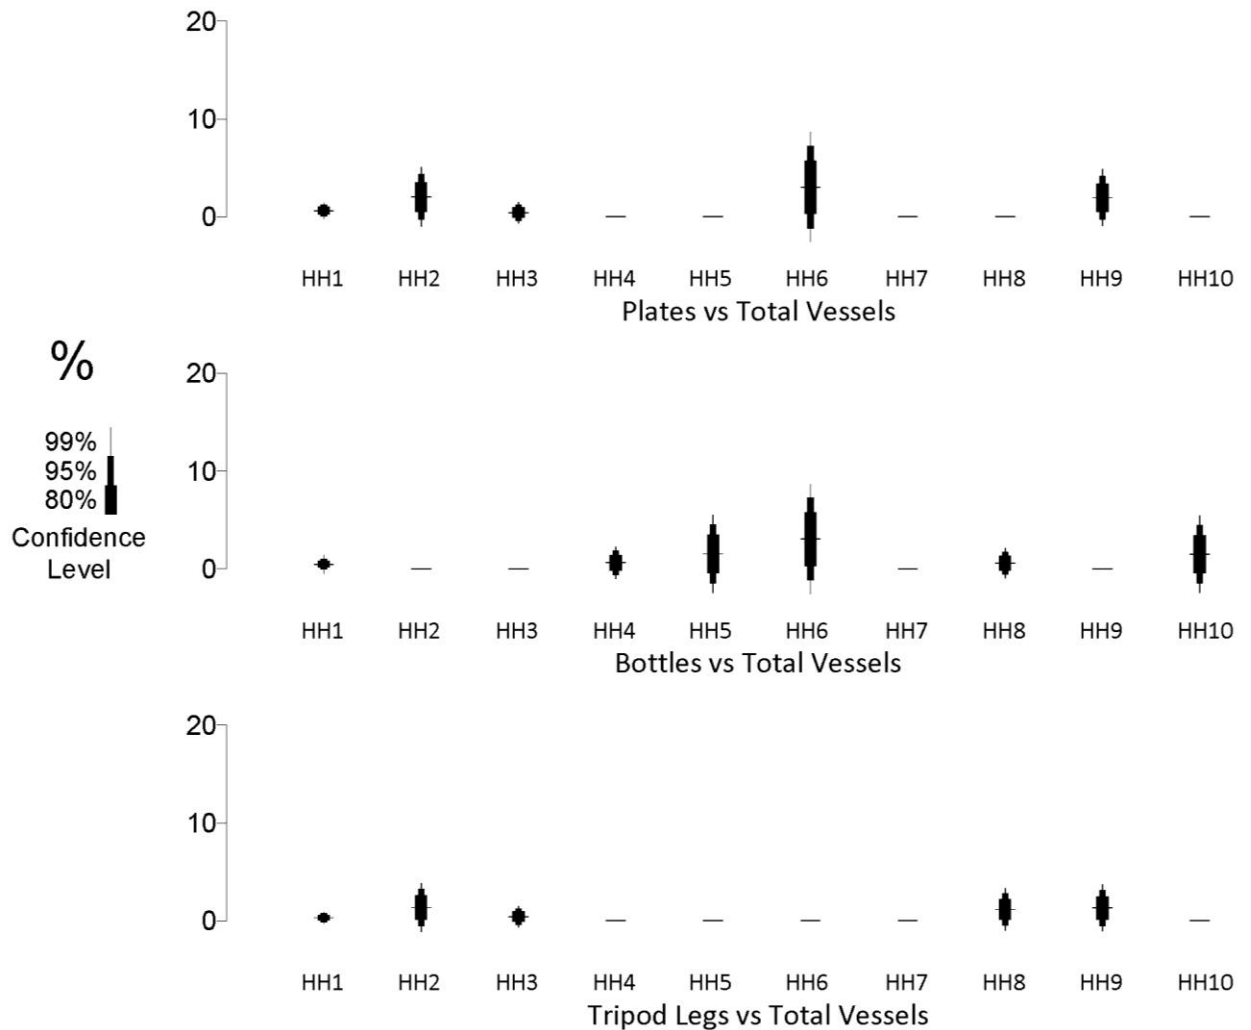 20
10
0
HH1 HH2 HH3 HH4 HH5 HH6 HH7 HH8 HH9 HH10
Plates vs Total Vessels
%
99%
95%
80%
Confidence
Level
20
10
0
HH1 HH2 HH3 HH4 HH5 HH6 HH7 HH8 HH9 HH10
Bottles vs Total Vessels
20
10
0
HH1 HH2 HH3 HH4 HH5 HH6 HH7 HH8 HH9 HH10
Tripod Legs vs Total Vessels